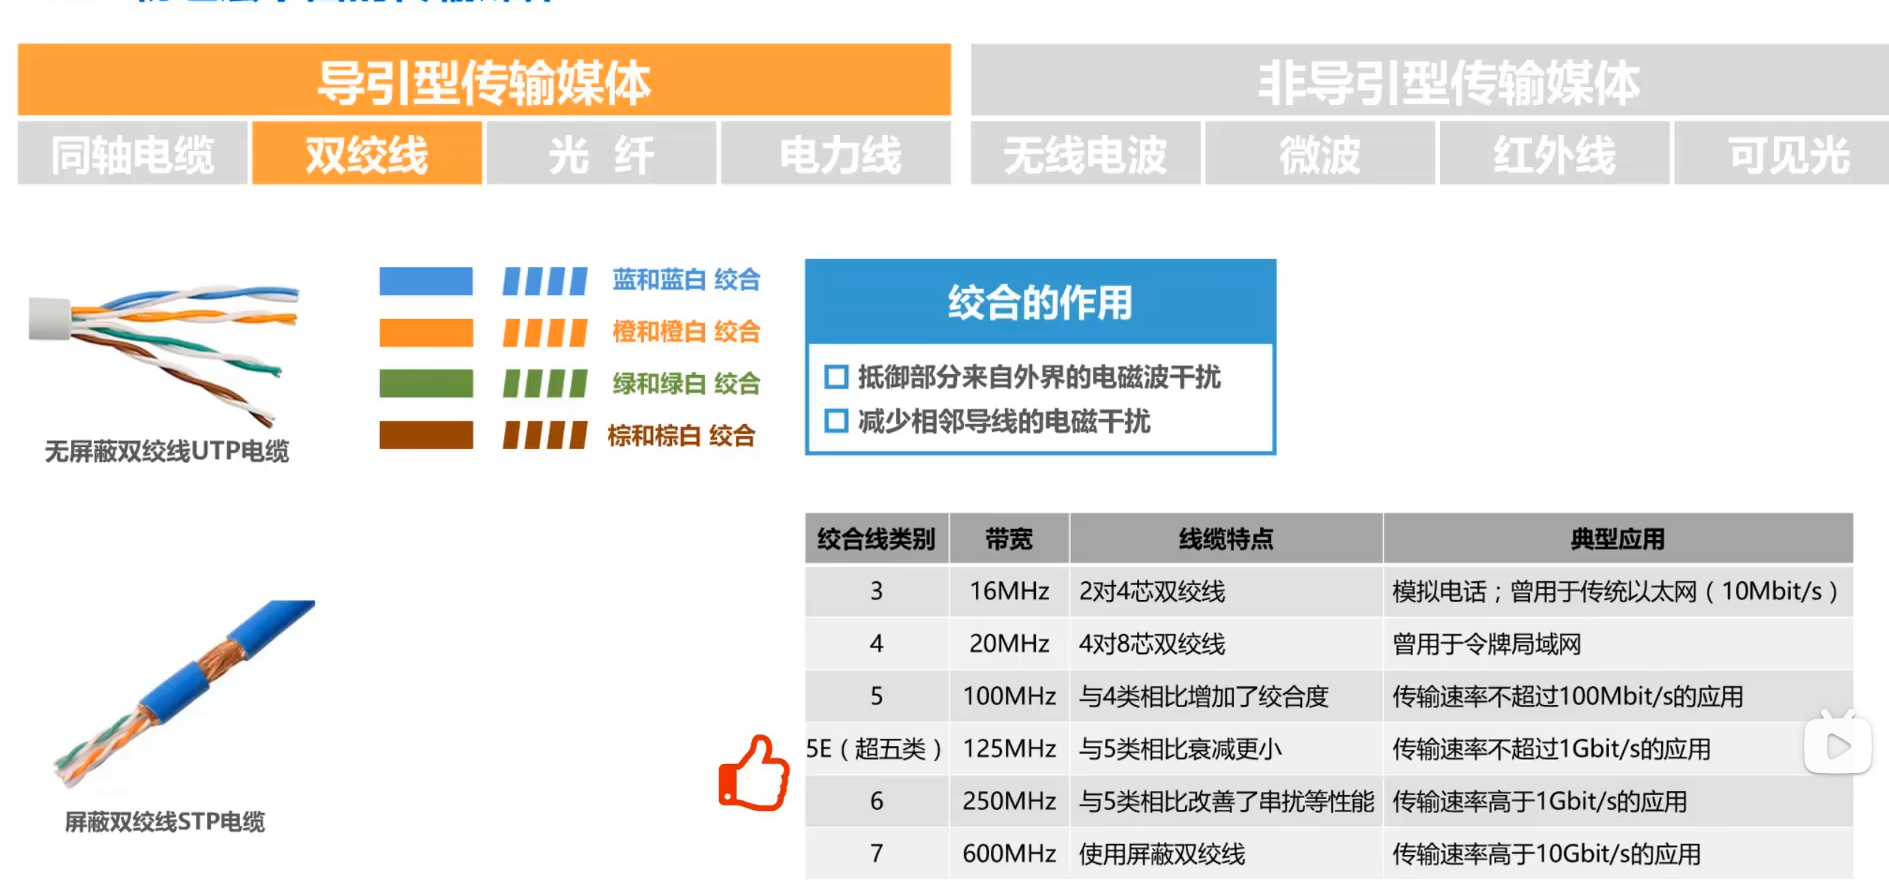 导引型传输媒体
非导引型传输媒体
同轴电缆 双绞线 光 纤 电力线 无线电波 微波 红外线 可见光
蓝和蓝白 绞合
橙和橙白 绞合
绿和绿白 绞合
棕和棕白 绞合
无屏蔽双绞线UTP电缆
绞合的作用
抵御部分来自外界的电磁波干扰
减少相邻导线的电磁干扰
屏蔽双绞线STP电缆
绞合线类别 带宽 线缆特点 典型应用
3 16MHz 2对4芯双绞线 模拟电话；曾用于传统以太网（10Mbit/s）
4 20MHz 4对8芯双绞线 曾用于令牌局域网
5 100MHz 与4类相比增加了绞合度 传输速率不超过100Mbit/s的应用
5E（超五类） 125MHz 与5类相比衰减更小 传输速率不超过1Gbit/s的应用
6 250MHz 与5类相比改善了串扰等性能 传输速率高于1Gbit/s的应用
7 600MHz 使用屏蔽双绞线 传输速率高于10Gbit/s的应用